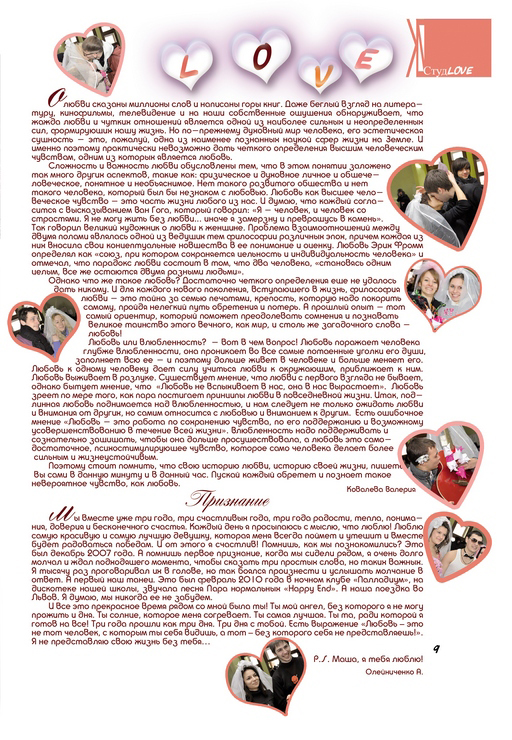 L O V E
СтудLOVE
О любви сказаны миллионы слов и написаны горы книг. Даже беглый взгляд на литера–
туру, кинофильмы, телевидение и на наши собственные ощущения обнаруживает, что
жажда любви и чутких отношений является одной из наиболее сильных и неопределенных
сил, формирующих нашу жизнь. Но по–прежнему духовный мир человека, его эстетическая
сущность – это, пожалуй, одна из наименее познанных наукой сфер жизни на Земле. И
именно поэтому практически невозможно дать четкого определения высшим человеческим
чувствам, одним из которых является любовь.
Сложность и важность любви обусловлены тем, что в этом понятии заложено
так много других аспектов, такие как: физическое и духовное личное и общече–
ловеческое, понятное и необъяснимое. Нет такого развитого общества и нет
такого человека, который был бы незнаком с любовью. Любовь как высшее чело–
веческое чувство – это часть жизни любого из нас. И думаю, что каждый согла–
сится с высказыванием ван Гога, который говорил: «Я – человек, и человек со
страстями. Я не могу жить без любви... иначе я замерзну и превращусь в камень».
Так говорил великий художник о любви к женщине. Проблема взаимоотношений между
двумя полами являлось одной из ведущих тем философии различных эпох, причем каждая из
них вносила свои концептуальные новшества в ее понимание и оценку. Любовь Эрик Фромм
определял как «союз, при котором сохраняется цельность и индивидуальность человека» и
отмечал, что парадокс любви состоит в том, что два человека, «становясь одним
целым, все же остаются двумя разными людьми».
Однако что же такое любовь? Достаточно четкого определения еще не удалось
дать никому. И для каждого нового поколения, вступающего в жизнь, философия
любви – это тайна за семью печатями, крепость, которую надо покорить
самому, пройдя нелегкий путь обретения и потерь. А прошлый опыт – тот
самый ориентир, который поможет преодолевать сомнения и познавать
великое таинство этого вечного, как мир, и столь же загадочного слова –
любовь!
Любовь или влюбленность? – вот в чем вопрос! Любовь поражает человека
глубже влюбленности, она проникает во все самые потаенные уголки его души,
заполняет всю ее – и поэтому дольше живет в человеке и больше меняет его.
Любовь к одному человеку дает силу учиться любви к окружающим, приближает к ним.
Любовь выживает в разлуке. Существует мнение, что любви с первого взгляда не бывает,
однако бытует мнение, что «Любовь не вспыхивает в нас, она в нас вырастает». Любовь
зреет по мере того, как пара постигает принципы любви в повседневной жизни. Итак, под–
линная любовь поднимается над влюбленностью, и нам следует не только ожидать любви
и внимания от других, но самим относится с любовью и вниманием к другим. Есть ошибочное
мнение «Любовь – это работа по сохранению чувства, по его поддержанию и возможному
усовершенствованию в течение всей жизни». Влюбленность надо поддерживать и
сознательно защищать, чтобы она дольше просуществовала, а любовь это само–
достаточное, психостимулирующее чувство, которое само человека делает более
сильным и жизнеустойчивым.
Поэтому стоит помнить, что свою историю любви, историю своей жизни, пишете
вы сами в данную минуту и в данный час. Пускай каждый обретет и познает такое
невероятное чувство, как любовь.
Ковалева Валерия
Признание
Мы вместе уже три года, три счастливых года, три года радости, тепла, понима–
ния, доверия и бесконечного счастья. Каждый день я просыпаюсь с мыслю, что люблю! Люблю
самую красивую и самую лучшую девушку, которая меня всегда поймет и утешит и вместе
будет радоваться победам. И от этого я счастлив!! Помнишь, как мы познакомились? Это
был декабрь 2007 года. А помнишь первое признание, когда мы сидели рядом, я очень долго
молчал и ждал подходящего момента, чтобы сказать три простых слова, но таких важных.
Я тысячу раз проговаривал их в голове, но так боялся произнести и услышать молчание в
ответ. А первый наш танец. Это был февраль 2010 года в ночном клубе «Палладиум», на
дискотеке нашей школы, звучала песня Пара нормальных «Happy End». А наша поездка во
Львов. Я думаю, мы никогда ее не забудем.
И все это прекрасное время рядом со мной была ты! Ты мой ангел, без которого я не могу
прожить и дня. Ты солнце, которое меня согревает. Ты самая лучшая. Ты та, ради которой я
готов на все! Три года прошли как три дня. Три дня с тобой. Есть выражение «Любовь – это
не тот человек, с которым ты себя видишь, а тот – без которого себя не представляешь!».
Я не представляю свою жизнь без тебя...
P.S. Маша, я тебя люблю!
Олейниченко А.
9